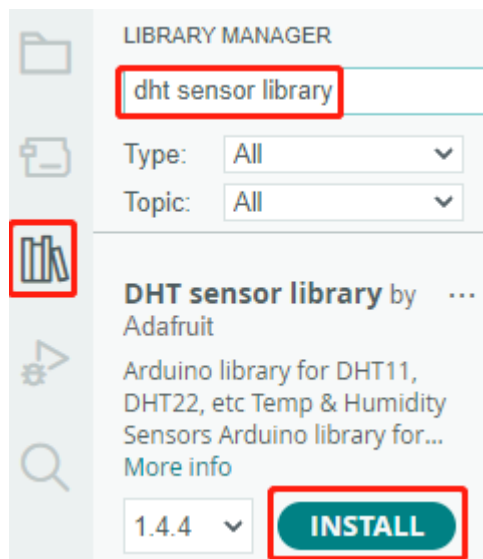 LIBRARY MANAGER
dht sensor library
Type: All
Topic: All
DHT sensor library by ...
Adafruit
Arduino library for DHT11,
DHT22, etc Temp & Humidity
Sensors Arduino library for...
More info
1.4.4 INSTALL